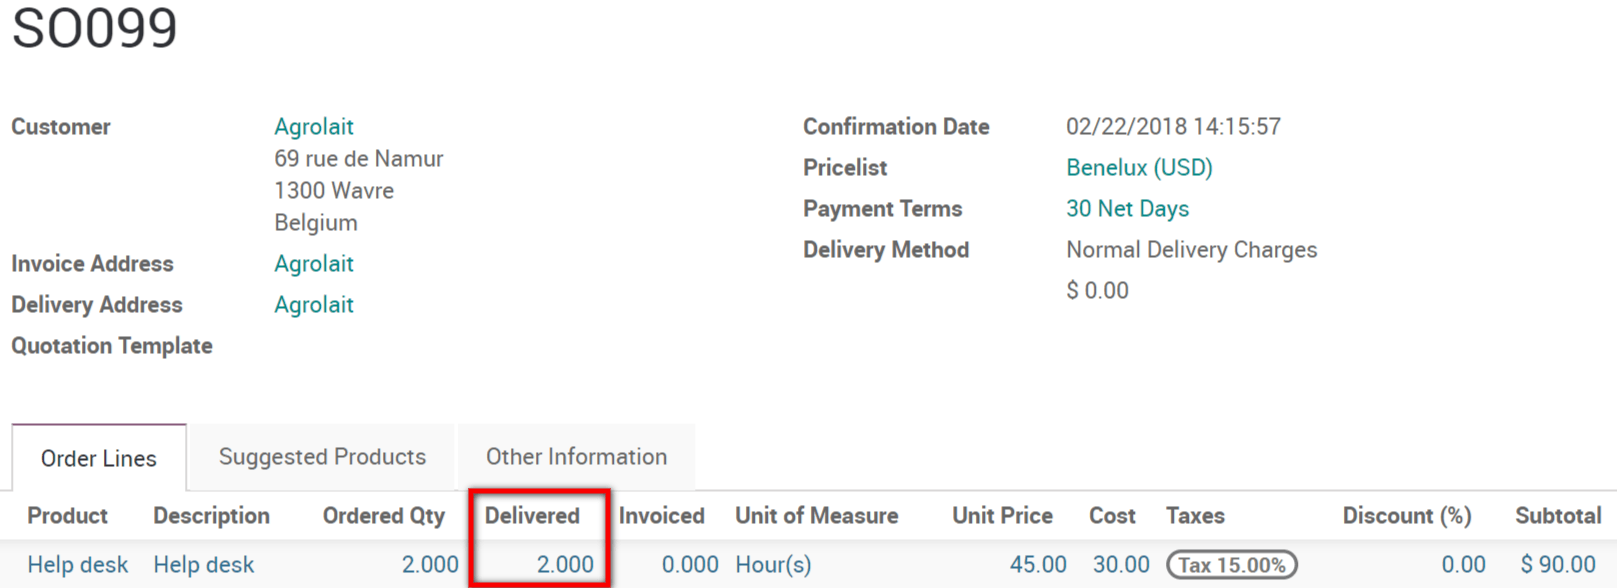 SO099
Customer Agrolait
69 rue de Namur
1300 Wavre
Belgium
Invoice Address Agrolait
Delivery Address Agrolait
Quotation Template
Confirmation Date 02/22/2018 14:15:57
Pricelist Benelux (USD)
Payment Terms 30 Net Days
Delivery Method Normal Delivery Charges
$ 0.00
Order Lines Suggested Products Other Information
Product Description Ordered Qty Delivered Invoiced Unit of Measure Unit Price Cost Taxes Discount (%) Subtotal
Help desk Help desk 2.000 2.000 0.000 Hour(s) 45.00 30.00 Tax 15.00% 0.00 $ 90.00